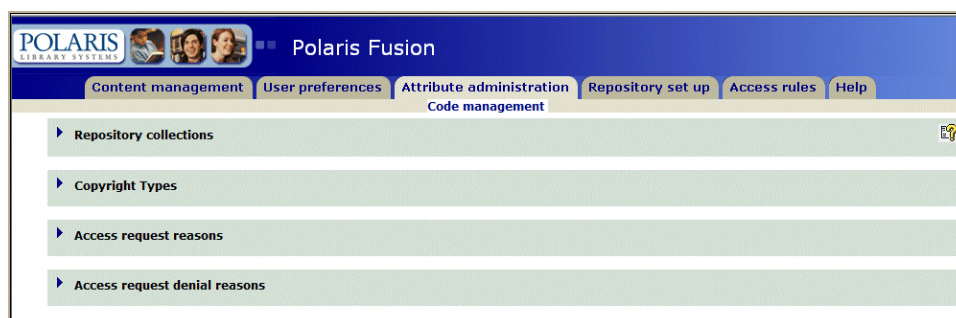 POLARIS
LIBRARY SYSTEMS
Polaris Fusion
Content management User preferences Attribute administration Repository set up Access rules Help
Code management
Repository collections
Copyright Types
Access request reasons
Access request denial reasons